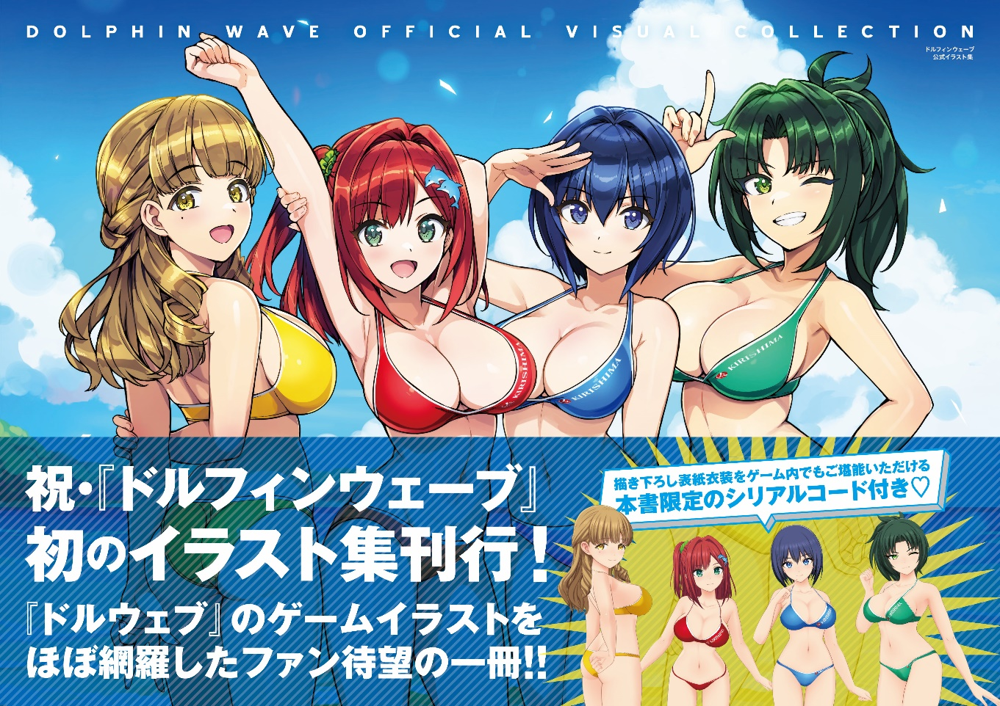 DOLPHIN WAVE OFFICIAL VISUAL COLLECTION
ドルフィンウェーブ
公式イラスト集
KIRISHIMA
KIRISHIMA
KIRISHIMA
祝・『ドルフィンウェーブ』
初のイラスト集刊行!
『ドルウェブ』のゲームイラストを
ほぼ網羅したファン待望の一冊!!
描き下ろし表紙衣装をゲーム内でもご堪能いただける
本書限定のシリアルコード付き♡
KIRISHIMA
KIRISHIMA
KIRISHIMA